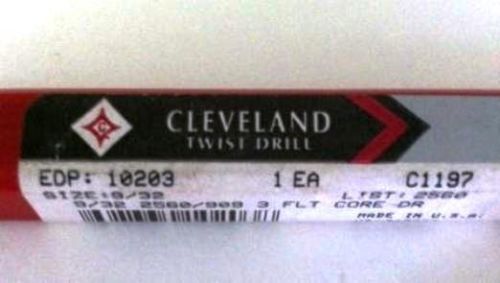 CLEVELAND
TWIST DRILL
EDP: 10203 1 EA C1197
SIZE: 9/32 LIST: 2560
9/32 2560/909 3 FLT CORE DR
MADE IN U.S.A.